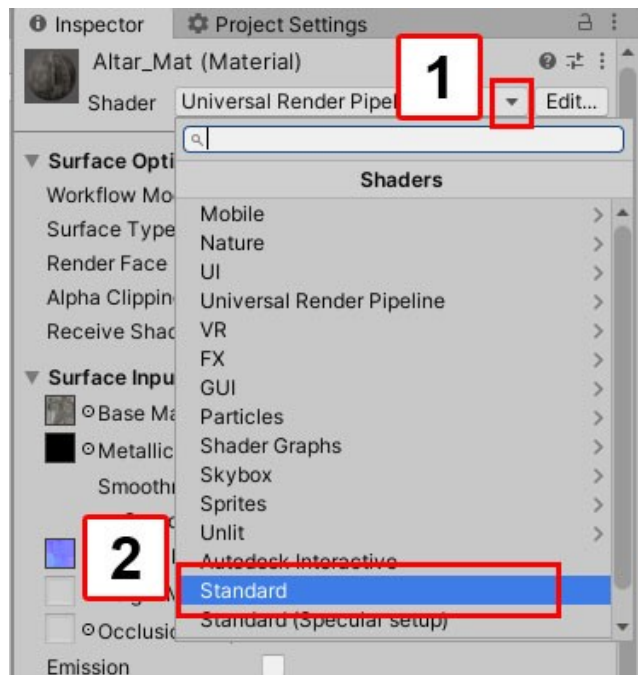 Inspector Project Settings
Altar_Mat (Material)
Shader Universal Render Pipel Edit...
1
Shaders
Surface Opti
Workflow Mo
Surface Type
Render Face
Alpha Clippin
Receive Shad
Surface Inpu
Base Ma
Metallic
Smooth
Occlusio
Emission
Mobile
Nature
UI
Universal Render Pipeline
VR
FX
GUI
Particles
Shader Graphs
Skybox
Sprites
Unlit
Autodesk Interactive
2
Standard
Standard (Specular setup)